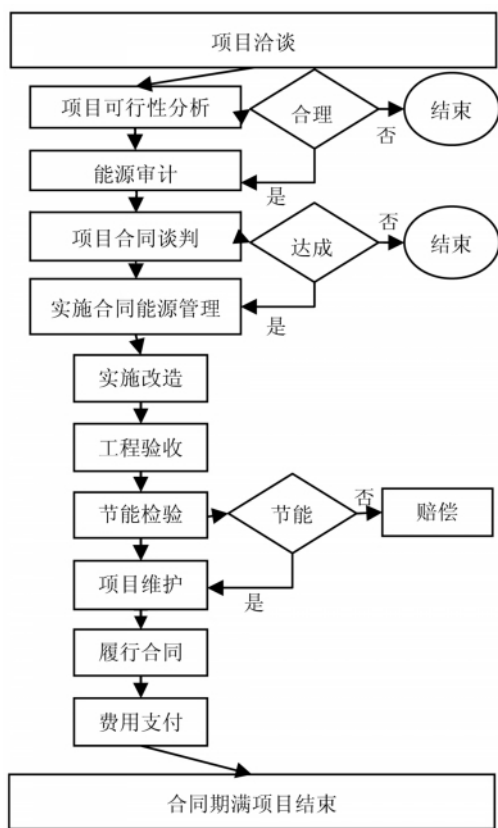 项目洽谈
项目可行性分析
合理
否
结束
能源审计
是
项目合同谈判
达成
否
结束
实施合同能源管理
是
实施改造
工程验收
节能检验
节能
否
赔偿
项目维护
是
履行合同
费用支付
合同期满项目结束